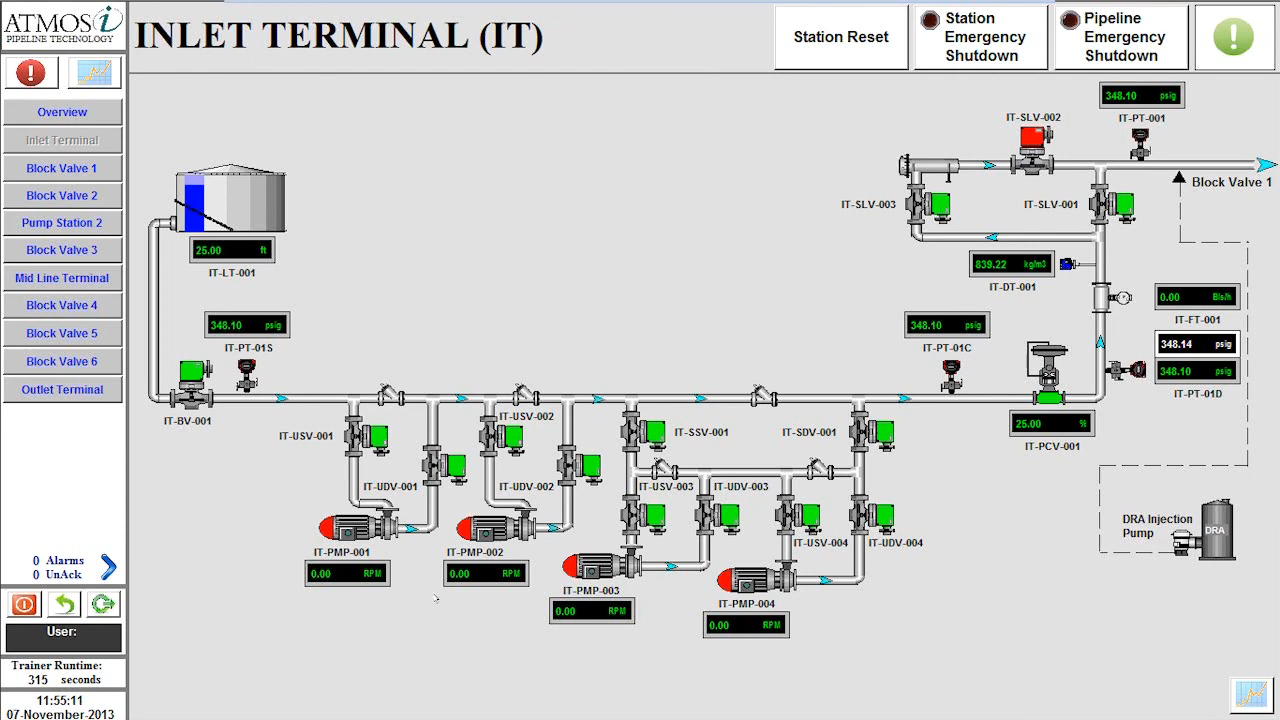 ATMOSi
PIPELINE TECHNOLOGY
INLET TERMINAL (IT)
Station Reset
Station
Emergency
Shutdown
Pipeline
Emergency
Shutdown
Overview
Inlet Terminal
Block Valve 1
Block Valve 2
Pump Station 2
Block Valve 3
Mid Line Terminal
Block Valve 4
Block Valve 5
Block Valve 6
Outlet Terminal
0 Alarms
0 UnAck
User:
Trainer Runtime:
315 seconds
11:55:11
07-November-2013
348.10 psig
IT-PT-001
IT-SLV-002
Block Valve 1
IT-SLV-003
IT-SLV-001
25.00 ft
IT-LT-001
839.22 kg/m3
IT-DT-001
0.00 Bls/h
IT-FT-001
348.10 psig
IT-PT-01S
348.10 psig
IT-PT-01C
348.14 psig
348.10 psig
IT-PT-01D
IT-BV-001
25.00 %
IT-PCV-001
IT-USV-001
IT-USV-002
IT-SSV-001
IT-SDV-001
IT-UDV-001
IT-UDV-002
IT-USV-003
IT-UDV-003
IT-USV-004
IT-UDV-004
DRA Injection
Pump
DRA
IT-PMP-001
0.00 RPM
IT-PMP-002
0.00 RPM
IT-PMP-003
0.00 RPM
IT-PMP-004
0.00 RPM